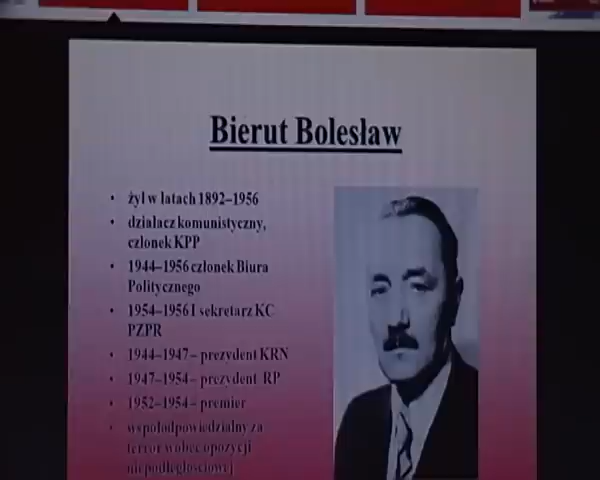 Bierut Bolesław
• żył w latach 1892–1956
• działacz komunistyczny,
członek KPP
• 1944–1956 członek Biura
Politycznego
• 1954–1956 I sekretarz KC
PZPR
• 1944–1947 – prezydent KRN
• 1947–1954 – prezydent RP
• 1952–1954 – premier
• współodpowiedzialny za
terror wobec opozycji
niepodległościowej